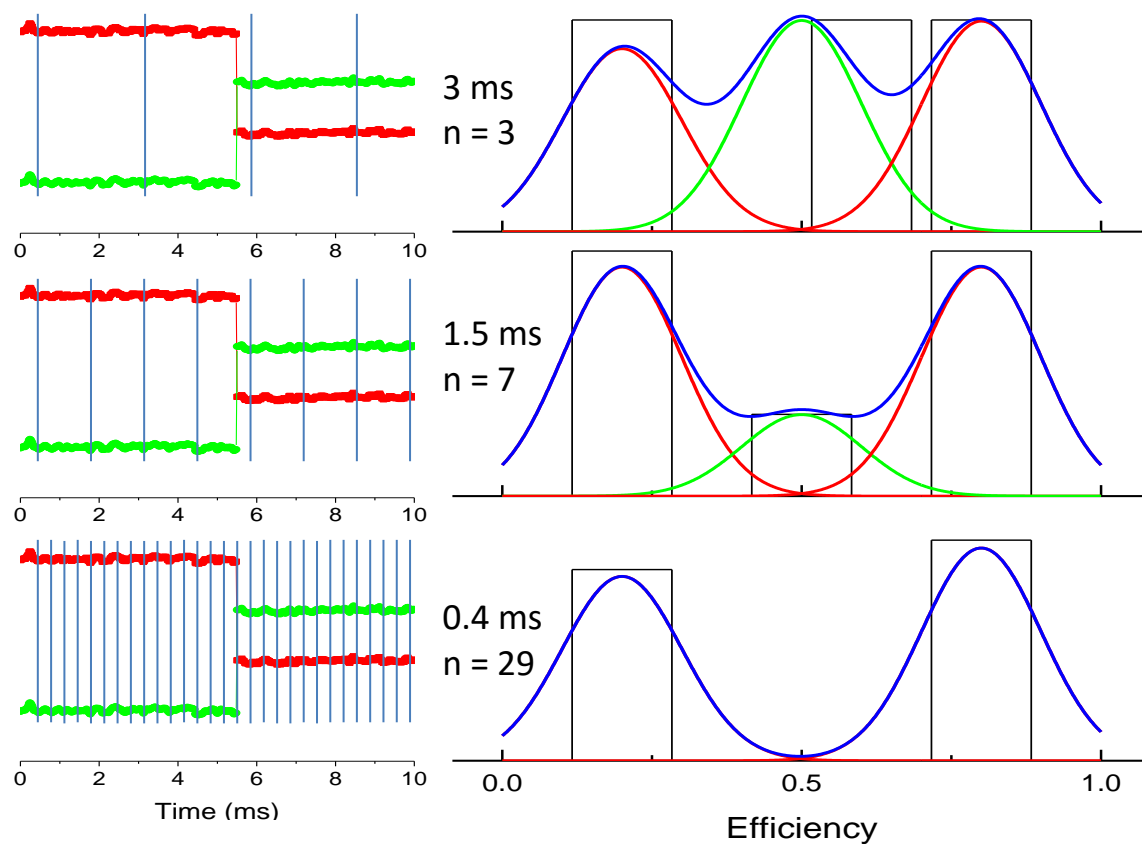 3 ms
n = 3
0 2 4 6 8 10
1.5 ms
n = 7
0 2 4 6 8 10
0.4 ms
n = 29
0 2 4 6 8 10
Time (ms)
0.0 0.5 1.0
Efficiency